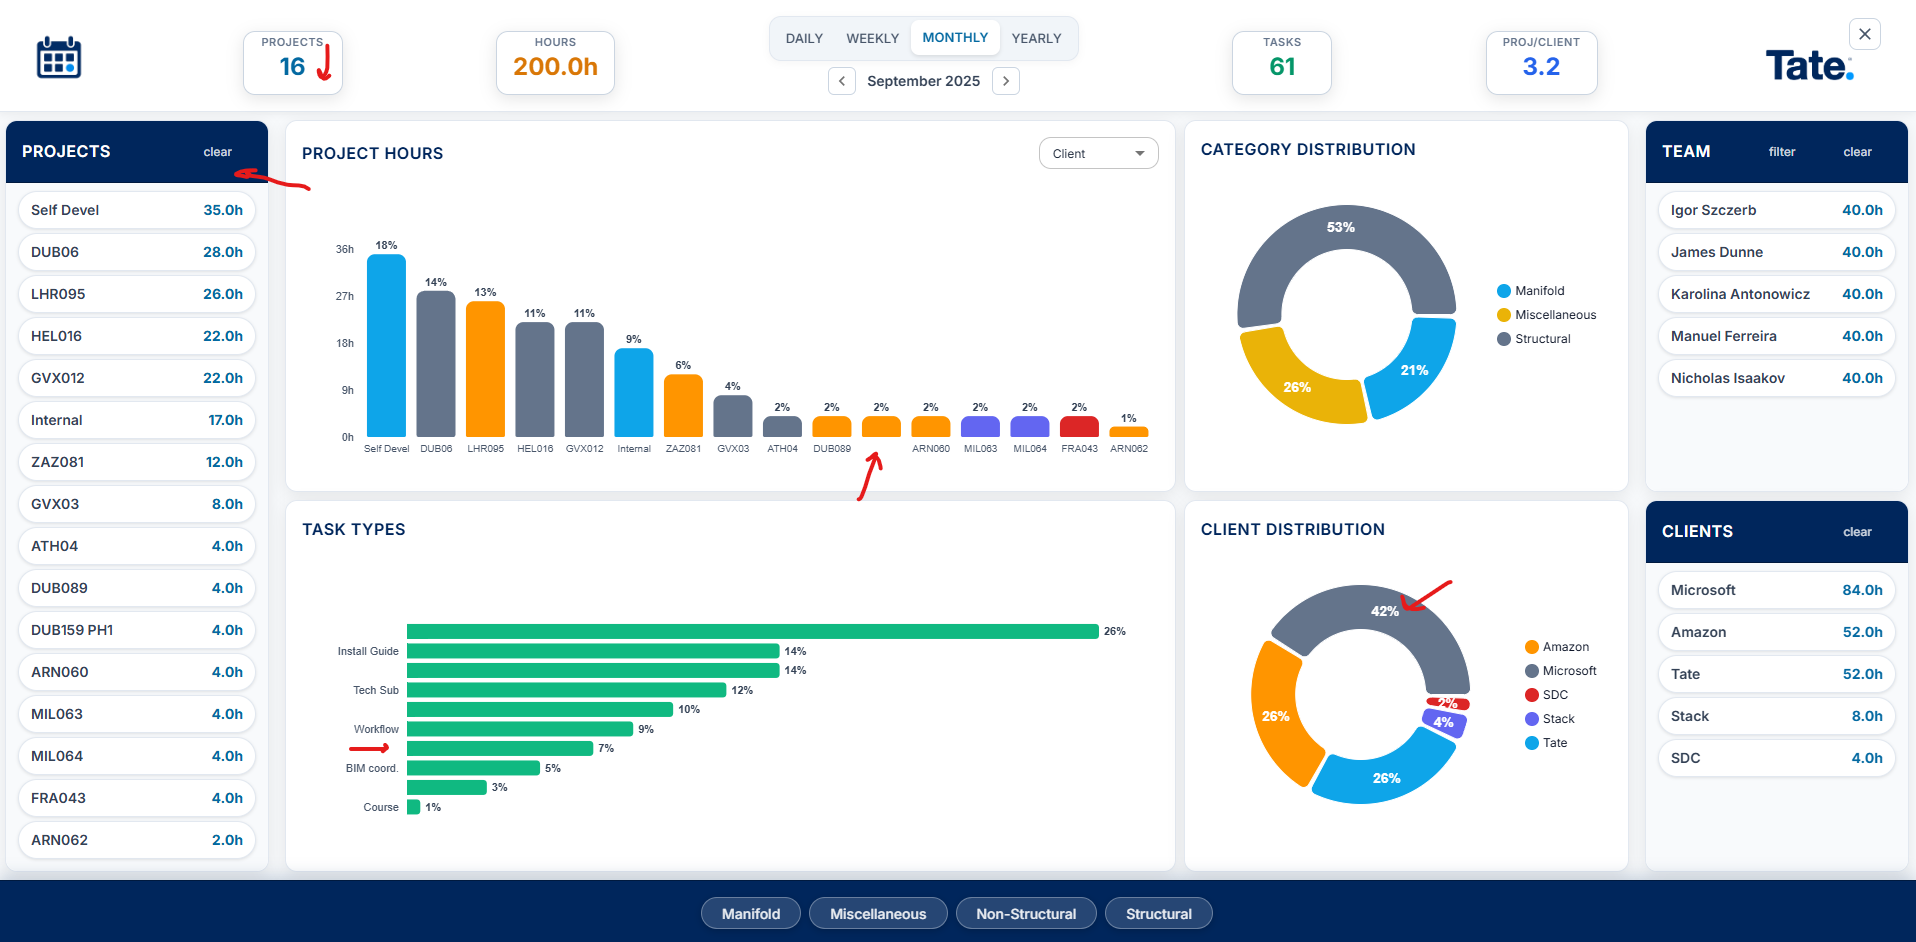 PROJECTS
16
HOURS
200.0h
DAILY WEEKLY MONTHLY YEARLY
September 2025
TASKS
61
PROJ/CLIENT
3.2
Tate.
PROJECTS clear
Self Devel 35.0h
DUB06 28.0h
LHR095 26.0h
HEL016 22.0h
GVX012 22.0h
Internal 17.0h
ZAZ081 12.0h
GVX03 8.0h
ATH04 4.0h
DUB089 4.0h
DUB159 PH1 4.0h
ARN060 4.0h
MIL063 4.0h
MIL064 4.0h
FRA043 4.0h
ARN062 2.0h
PROJECT HOURS
Client
36h
27h
18h
9h
0h
18% 14% 13% 11% 11% 9% 6% 4% 2% 2% 2% 2% 2% 2% 2% 1%
Self Devel DUB06 LHR095 HEL016 GVX012 Internal ZAZ081 GVX03 ATH04 DUB089 ARN060 MIL063 MIL064 FRA043 ARN062
CATEGORY DISTRIBUTION
53%
26%
21%
Manifold
Miscellaneous
Structural
TEAM filter clear
Igor Szczerb 40.0h
James Dunne 40.0h
Karolina Antonowicz 40.0h
Manuel Ferreira 40.0h
Nicholas Isaakov 40.0h
TASK TYPES
26%
Install Guide 14%
14%
Tech Sub 12%
10%
Workflow 9%
7%
BIM coord. 5%
3%
Course 1%
CLIENT DISTRIBUTION
42%
2%
4%
26%
26%
Amazon
Microsoft
SDC
Stack
Tate
CLIENTS clear
Microsoft 84.0h
Amazon 52.0h
Tate 52.0h
Stack 8.0h
SDC 4.0h
Manifold Miscellaneous Non-Structural Structural